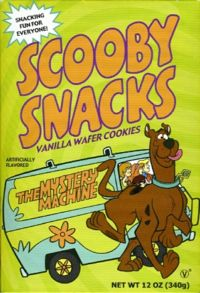 SNACKING
FUN FOR
EVERYONE!
SCOOBY
SNACKS
VANILLA WAFER COOKIES
ARTIFICIALLY
FLAVORED
THE MYSTERY
MACHINE
V
NET WT 12 OZ (340g)